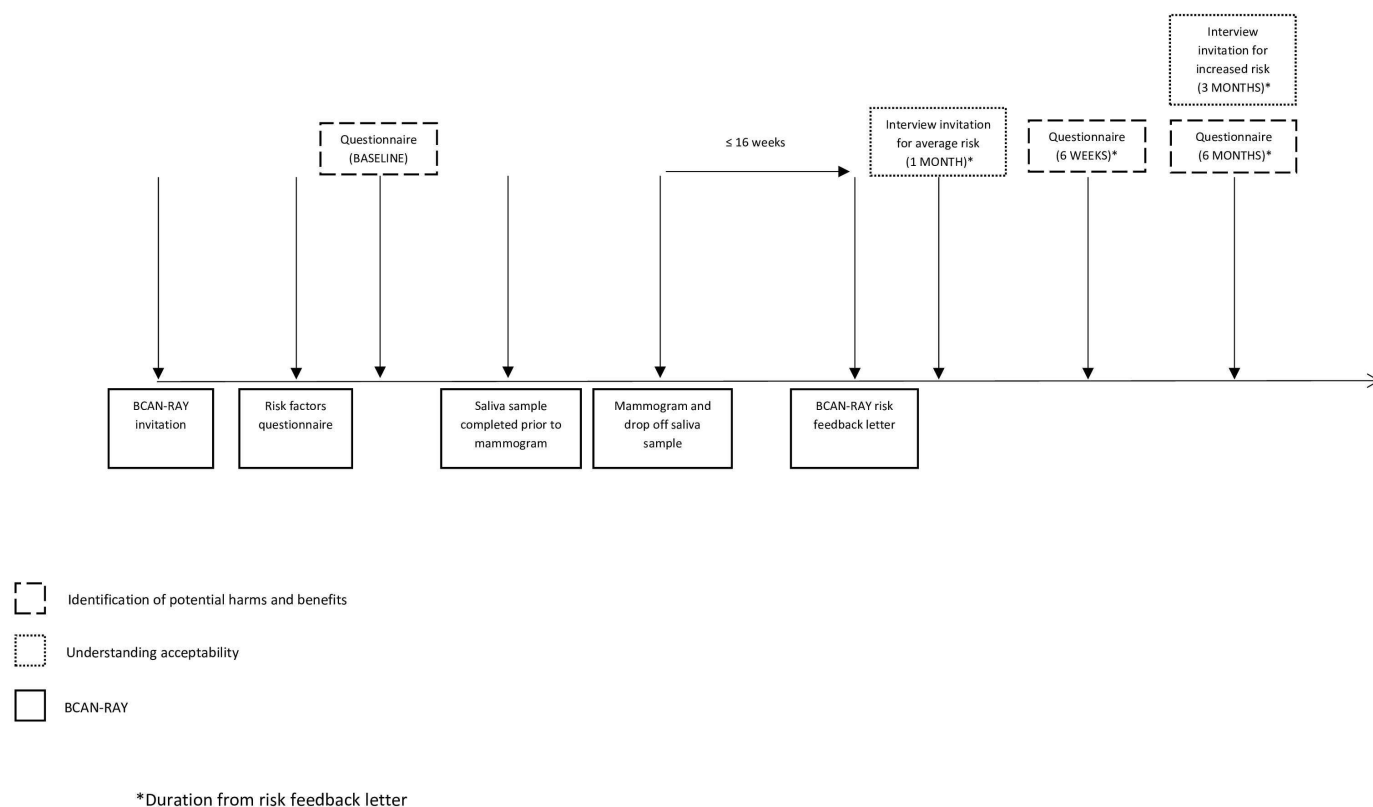 Interview
invitation for
increased risk
(3 MONTHS)*
Questionnaire
(BASELINE)
≤ 16 weeks
Interview invitation
for average risk
(1 MONTH)*
Questionnaire
(6 WEEKS)*
Questionnaire
(6 MONTHS)*
BCAN-RAY
invitation
Risk factors
questionnaire
Saliva sample
completed prior to
mammogram
Mammogram and
drop off saliva
sample
BCAN-RAY risk
feedback letter
Identification of potential harms and benefits
Understanding acceptability
BCAN-RAY
*Duration from risk feedback letter